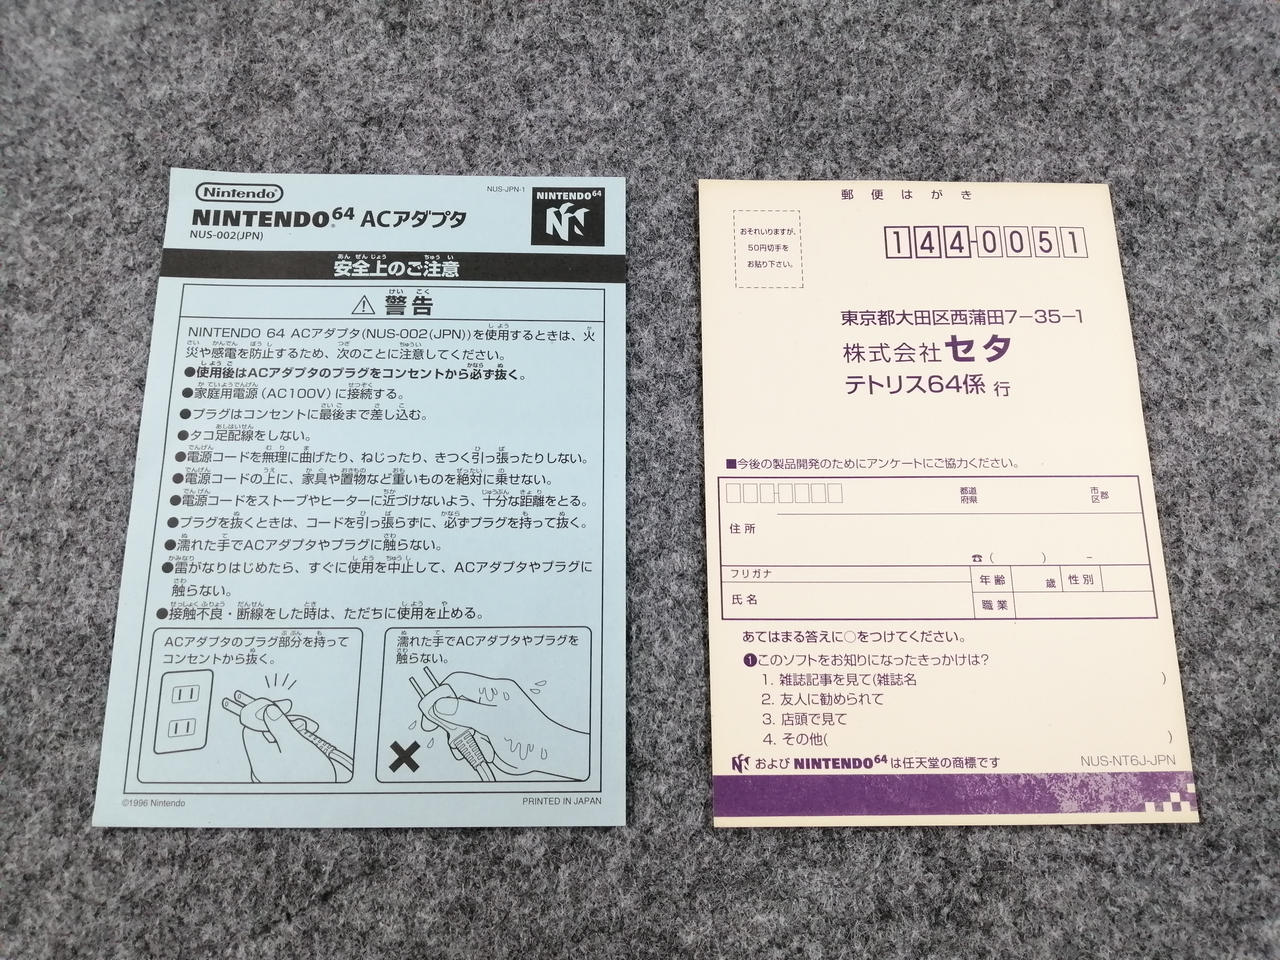 Nintendo
NUS-JPN-1
NINTENDO64 ACアダプタ
NUS-002(JPN)
NINTENDO64
安全上のご注意
警告
NINTENDO 64 ACアダプタ(NUS-002(JPN))を使用するときは、火
災や感電を防止するため、次のことに注意してください。
●使用後はACアダプタのプラグをコンセントから必ず抜く。
●家庭用電源(AC100V)に接続する。
●プラグはコンセントに最後まで差し込む。
●タコ足配線をしない。
●電源コードを無理に曲げたり、ねじったり、きつく引っ張ったりしない。
●電源コードの上に、家具や置物など重いものを絶対に乗せない。
●電源コードをストーブやヒーターに近づけないよう、十分な距離をとる。
●プラグを抜くときは、コードを引っ張らずに、必ずプラグを持って抜く。
●濡れた手でACアダプタやプラグに触らない。
●雷がなりはじめたら、すぐに使用を中止して、ACアダプタやプラグに
触らない。
●接触不良・断線をした時は、ただちに使用を止める。
ACアダプタのプラグ部分を持って
コンセントから抜く。
濡れた手でACアダプタやプラグを
触らない。
©1996 Nintendo
PRINTED IN JAPAN
郵便はがき
おそれいりますが、
50円切手を
お貼り下さい。
144-0051
東京都大田区西蒲田7-35-1
株式会社セタ
テトリス64係 行
■今後の製品開発のためにアンケートにご協力ください。
都道
府県
市
区
郡
住所
☎( ) -
フリガナ
氏名
年齢
歳
性別
職業
あてはまる答えに○をつけてください。
❶このソフトをお知りになったきっかけは?
1. 雑誌記事を見て(雑誌名 )
2. 友人に勧められて
3. 店頭で見て
4. その他( )
および NINTENDO64 は任天堂の商標です
NUS-NT6J-JPN